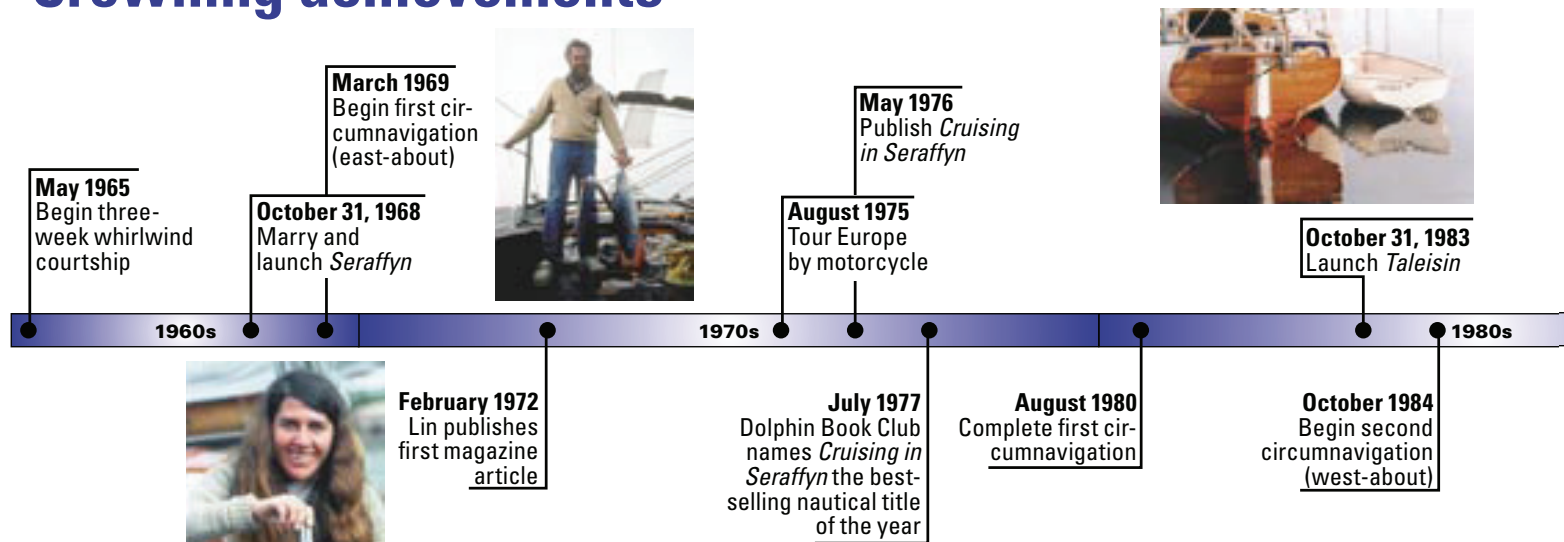 Crowning achievements
May 1965
Begin three-
week whirlwind
courtship
October 31, 1968
Marry and
launch Seraffyn
March 1969
Begin first cir-
cumnavigation
(east-about)
August 1975
Tour Europe
by motorcycle
May 1976
Publish Cruising
in Seraffyn
October 31, 1983
Launch Taleisin
1960s
1970s
1980s
February 1972
Lin publishes
first magazine
article
July 1977
Dolphin Book Club
names Cruising in
Seraffyn the best-
selling nautical title
of the year
August 1980
Complete first cir-
cumnavigation
October 1984
Begin second
circumnavigation
(west-about)